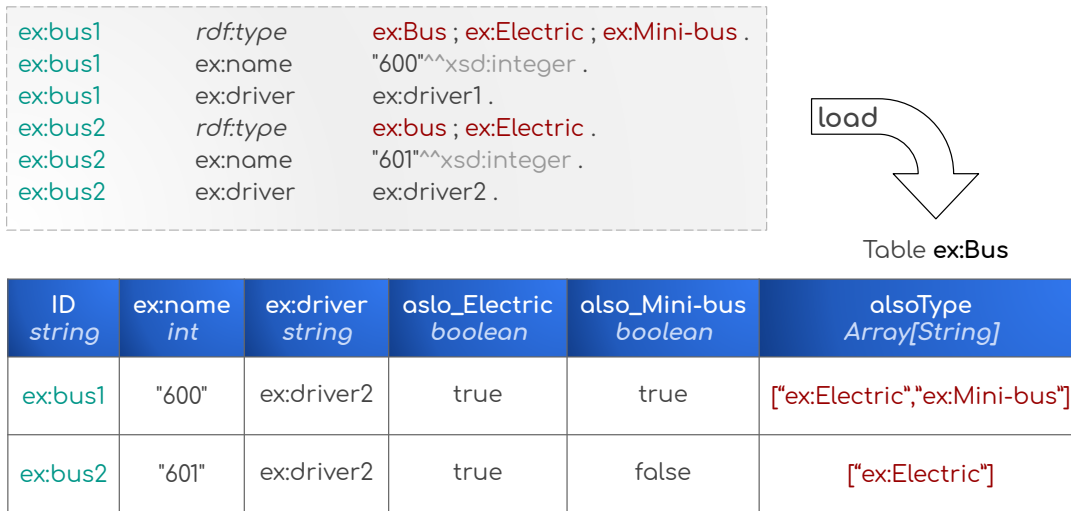 ex:bus1 rdf:type ex:Bus ; ex:Electric ; ex:Mini-bus .
ex:bus1 ex:name "600"^^xsd:integer .
ex:bus1 ex:driver ex:driver1 .
ex:bus2 rdf:type ex:bus ; ex:Electric .
ex:bus2 ex:name "601"^^xsd:integer .
ex:bus2 ex:driver ex:driver2 .
load
Table ex:Bus
ID ex:name ex:driver aslo_Electric also_Mini-bus alsoType
string int string boolean boolean Array[String]
ex:bus1 "600" ex:driver2 true true [“ex:Electric”,”ex:Mini-bus”]
ex:bus2 "601" ex:driver2 true false [“ex:Electric”]